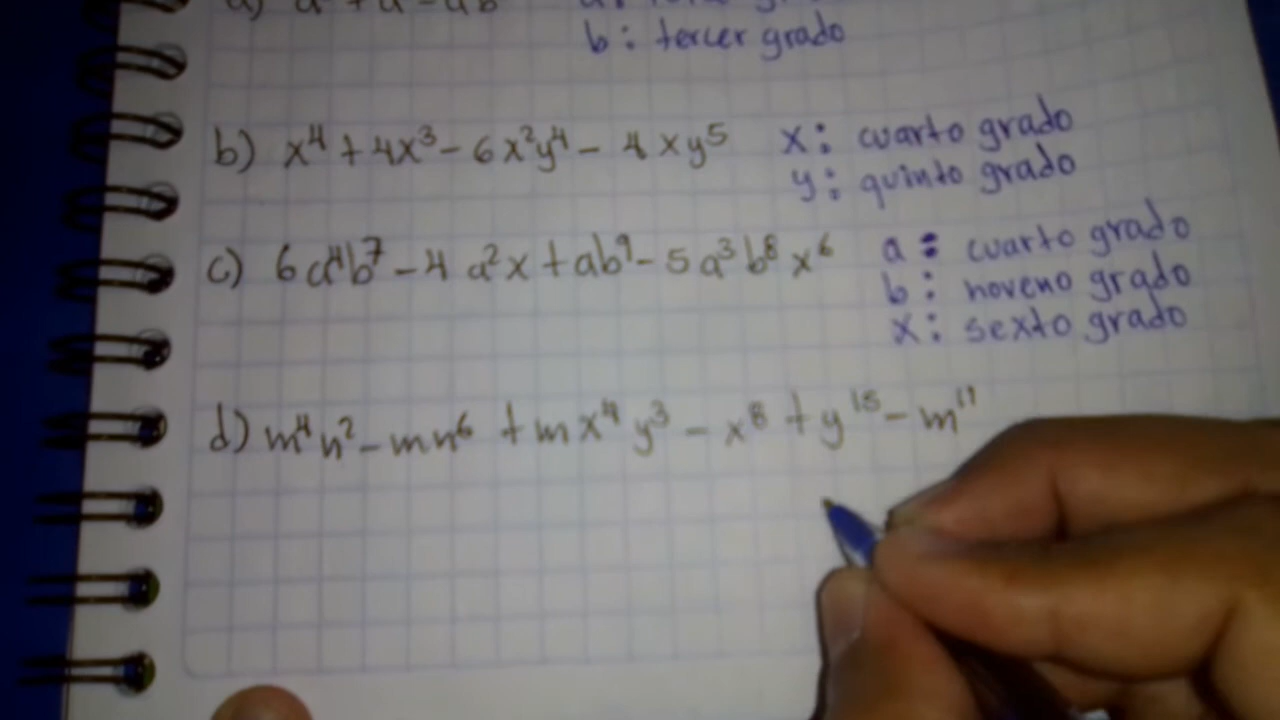 b: tercer grado
b) x⁴ + 4x³ - 6x²y⁴ - 4xy⁵ x: cuarto grado
y: quinto grado
c) 6a⁴b⁷ - 4a²x + ab⁹ - 5a³b⁸x⁶ a: cuarto grado
b: noveno grado
x: sexto grado
d) m⁴n² - mn⁶ + mx⁴y³ - x⁸ + y¹⁵ - m¹¹